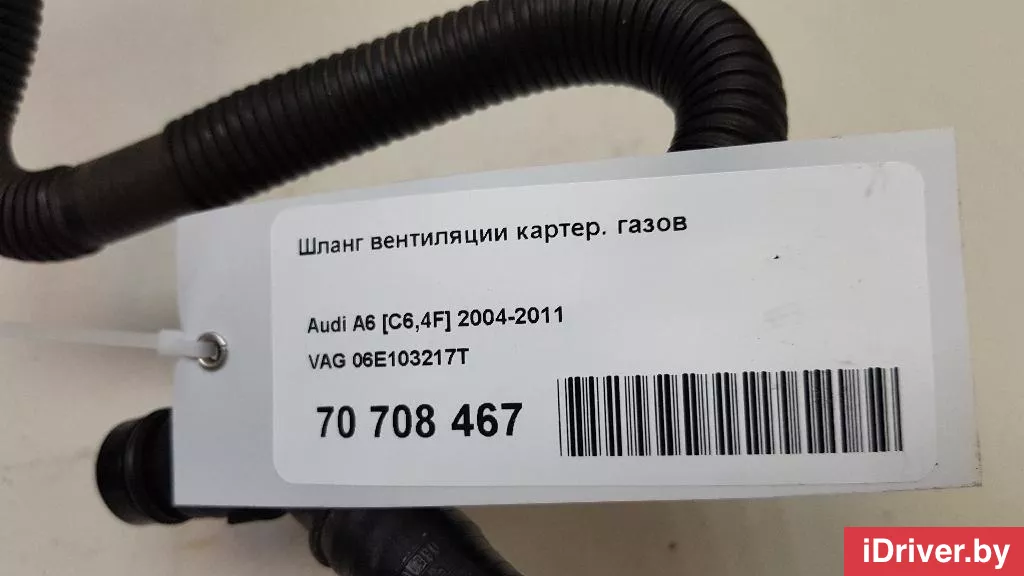 Шланг вентиляции картер. газов
Audi A6 [C6,4F] 2004-2011
VAG 06E103217T
70 708 467
iDriver.by